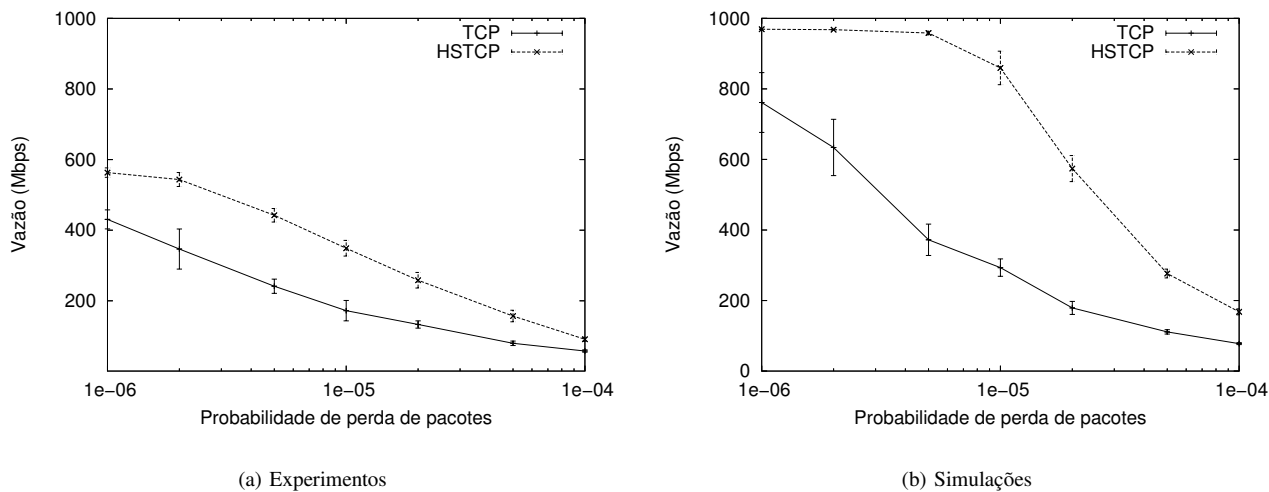 1000
800
600
400
200
Vazão (Mbps)
1e−06
1e−05
1e−04
Probabilidade de perda de pacotes
TCP
HSTCP
(a) Experimentos
1000
800
600
400
200
0
Vazão (Mbps)
1e−06
1e−05
1e−04
Probabilidade de perda de pacotes
TCP
HSTCP
(b) Simulações